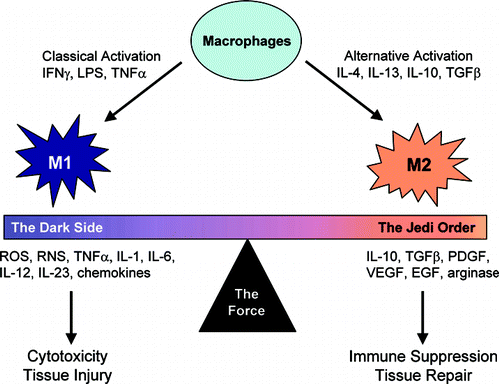 Macrophages
Classical Activation
IFNγ, LPS, TNFα
Alternative Activation
IL-4, IL-13, IL-10, TGFβ
M1
M2
The Dark Side
The Jedi Order
ROS, RNS, TNFα, IL-1, IL-6,
IL-12, IL-23, chemokines
IL-10, TGFβ, PDGF,
VEGF, EGF, arginase
The
Force
Cytotoxicity
Tissue Injury
Immune Suppression
Tissue Repair